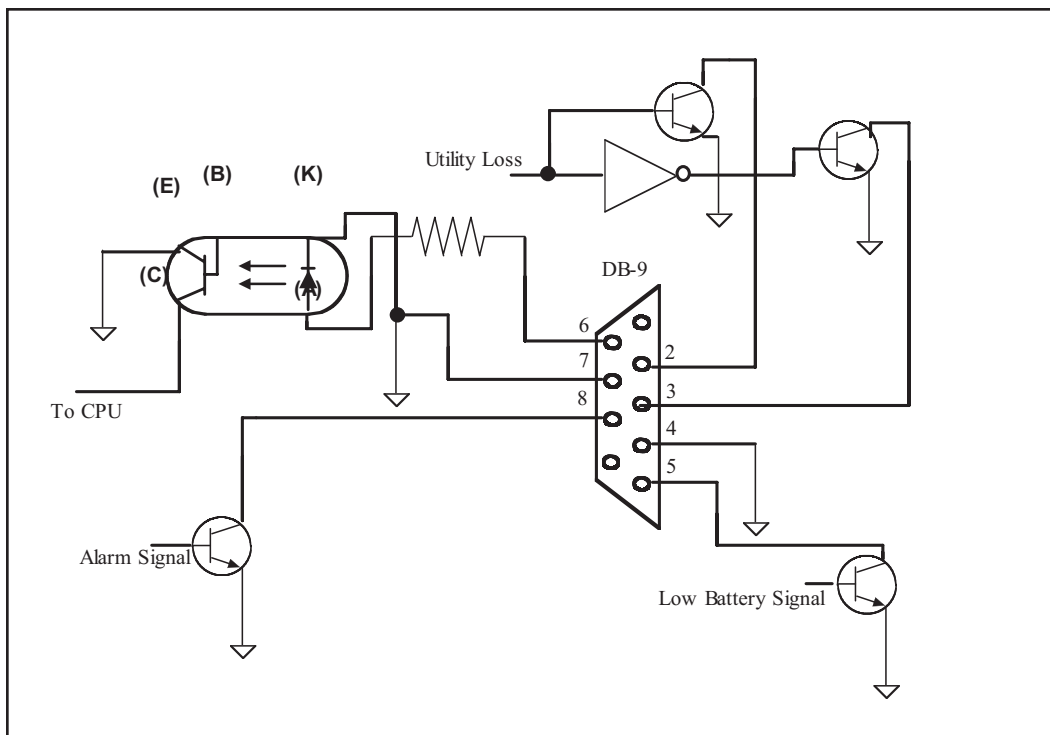 Utility Loss
(E)
(B)
(K)
(C)
(A)
DB-9
6
7
8
2
3
4
5
To CPU
Alarm Signal
Low Battery Signal